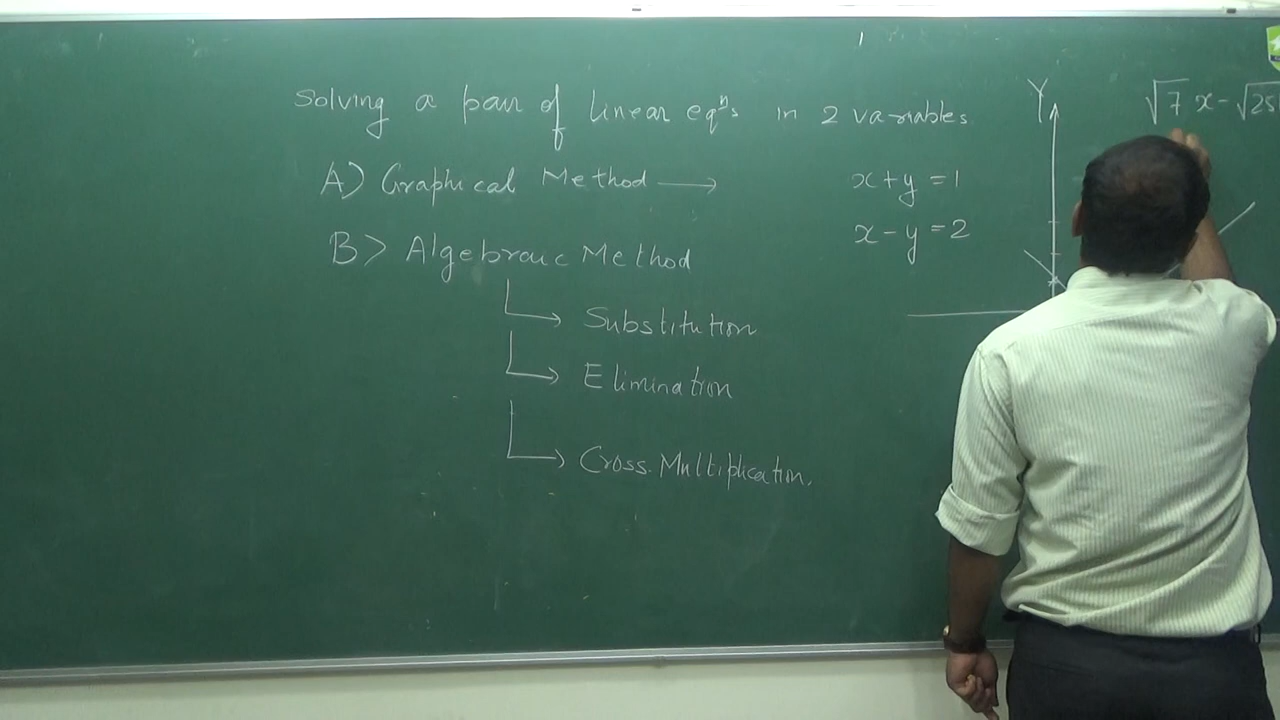 Solving a pair of linear eqⁿs in 2 variables.
A) Graphical Method ⟶
B> Algebraic Method
↳ Substitution
↳ Elimination
↳ Cross-Multiplication.
x + y = 1
x - y = 2
Y
√7 x - √25